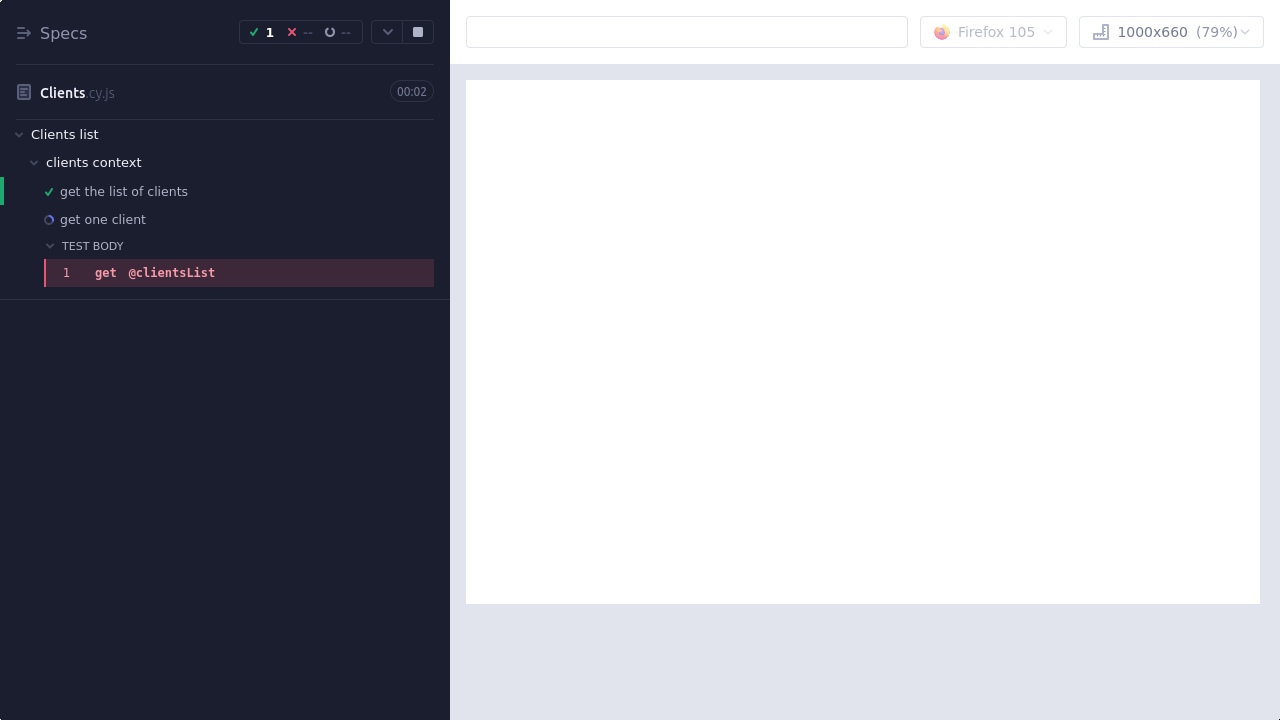 Specs
1 -- --
Clients.cy.js
00:02
Clients list
clients context
get the list of clients
get one client
TEST BODY
1 get @clientsList
Firefox 105
1000x660 (79%)